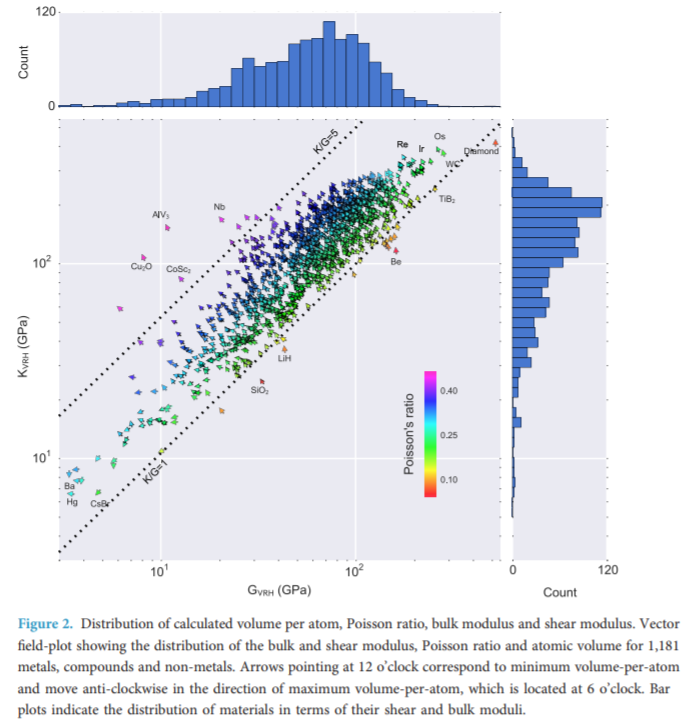 120
Count
0
K/G=5
Os
Re
Ir
Diamond
WC
Nb
TiB₂
AlV₃
Be
Cu₂O
CoSc₃
10²
K_VRH (GPa)
LiH
SiO₂
Poisson's ratio
0.40
0.25
0.10
10¹
K/G=1
Ba
Hg
CsBr
10¹
10²
G_VRH (GPa)
0
120
Count
Figure 2. Distribution of calculated volume per atom, Poisson ratio, bulk modulus and shear modulus. Vector
field-plot showing the distribution of the bulk and shear modulus, Poisson ratio and atomic volume for 1,181
metals, compounds and non-metals. Arrows pointing at 12 o'clock correspond to minimum volume-per-atom
and move anti-clockwise in the direction of maximum volume-per-atom, which is located at 6 o'clock. Bar
plots indicate the distribution of materials in terms of their shear and bulk moduli.